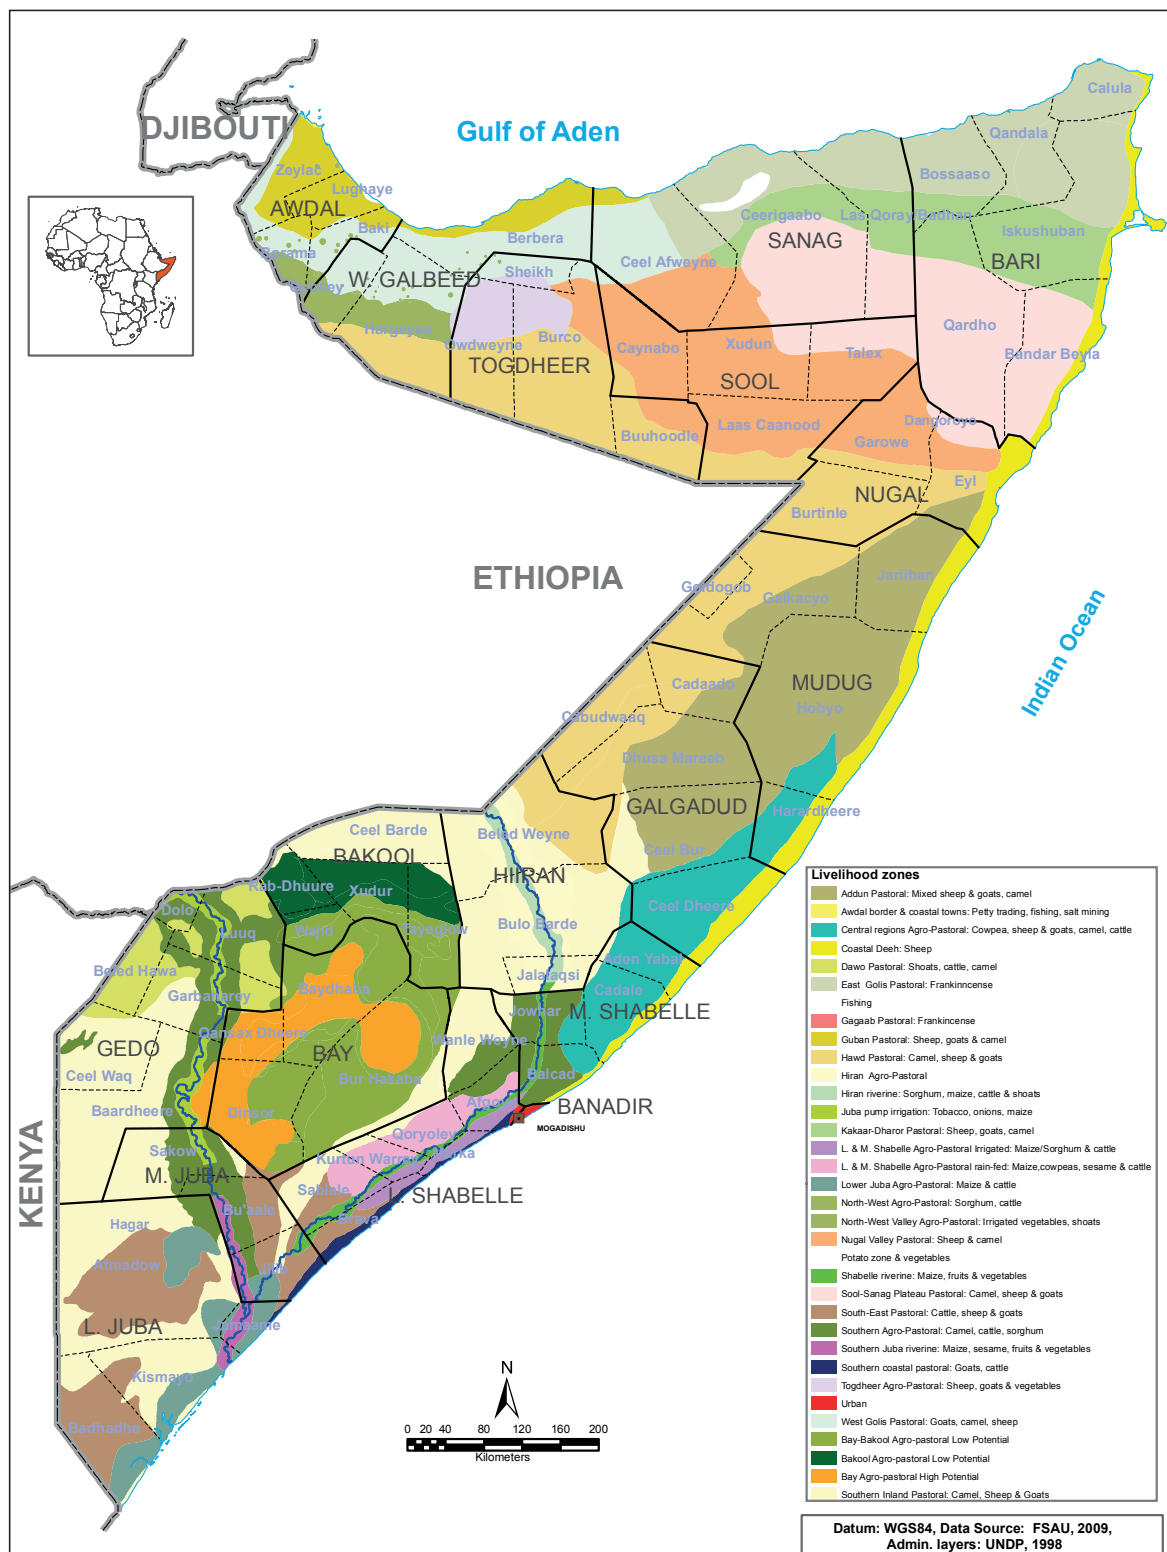 DJIBOUTI
Gulf of Aden
Calula
Qandala
Bossaaso
Zeylac
Lughaye
AWDAL
Baki
Borama
Berbera
Ceerigaabo
Las Qoray/Badhan
SANAG
Iskushuban
BARI
Ceel Afweyne
Sheikh
W. GALBEED
Gebiley
Hargeysa
Owdweyne
Burco
TOGDHEER
Caynabo
Xudun
Talex
SOOL
Qardho
Bandar Beyla
Buuhoodle
Laas Caanood
Dangoroyo
Garowe
Eyl
NUGAL
Burtinle
ETHIOPIA
Goldogob
Galkacyo
Jariiban
Indian Ocean
Cadaado
MUDUG
Hobyo
Cabudwaaq
Dhusa Mareeb
GALGADUD
Harardheere
Ceel Barde
BAKOOL
Beled Weyne
Ceel Bur
HIIRAN
Rab-Dhuure
Xudur
Ceel Dheere
Dolo
Luuq
Wajid
Tayeglow
Bulo Barde
Beled Hawa
Garbaharey
Baydhaba
Jalalaqsi
Aden Yabal
Cadale
Jowhar
M. SHABELLE
Qansax Dheere
Wanle Weyne
GEDO
BAY
Ceel Waq
Bur Hakaba
Balcad
Baardheere
Dinsor
Afgoi
BANADIR
MOGADISHU
Qoryoley
Marka
Sakow
Kurtun Warrey
M. JUBA
Sablale
L. SHABELLE
KENYA
Bu'aale
Brava
Hagar
Afmadow
Jilib
L. JUBA
Jamaame
Kismayo
Badhadhe
N
0 20 40 80 120 160 200
Kilometers
Livelihood zones
Addun Pastoral: Mixed sheep & goats, camel
Awdal border & coastal towns: Petty trading, fishing, salt mining
Central regions Agro-Pastoral: Cowpea, sheep & goats, camel, cattle
Coastal Deeh: Sheep
Dawo Pastoral: Shoats, cattle, camel
East  Golis Pastoral: Frankinncense
Fishing
Gagaab Pastoral: Frankincense
Guban Pastoral: Sheep, goats & camel
Hawd Pastoral: Camel, sheep & goats
Hiran  Agro-Pastoral
Hiran riverine: Sorghum, maize, cattle & shoats
Juba pump irrigation: Tobacco, onions, maize
Kakaar-Dharor Pastoral: Sheep, goats, camel
L. & M. Shabelle Agro-Pastoral Irrigated: Maize/Sorghum & cattle
L. & M. Shabelle Agro-Pastoral rain-fed: Maize,cowpeas, sesame & cattle
Lower Juba Agro-Pastoral: Maize & cattle
North-West Agro-Pastoral: Sorghum, cattle
North-West Valley Agro-Pastoral: Irrigated vegetables, shoats
Nugal Valley Pastoral: Sheep & camel
Potato zone & vegetables
Shabelle riverine: Maize, fruits & vegetables
Sool-Sanag Plateau Pastoral: Camel, sheep & goats
South-East Pastoral: Cattle, sheep & goats
Southern Agro-Pastoral: Camel, cattle, sorghum
Southern Juba riverine: Maize, sesame, fruits & vegetables
Southern coastal pastoral: Goats, cattle
Togdheer Agro-Pastoral: Sheep, goats & vegetables
Urban
West Golis Pastoral: Goats, camel, sheep
Bay-Bakool Agro-pastoral Low Potential
Bakool Agro-pastoral Low Potential
Bay Agro-pastoral High Potential
Southern Inland Pastoral: Camel, Sheep & Goats
Datum: WGS84, Data Source:  FSAU, 2009,
Admin. layers: UNDP, 1998